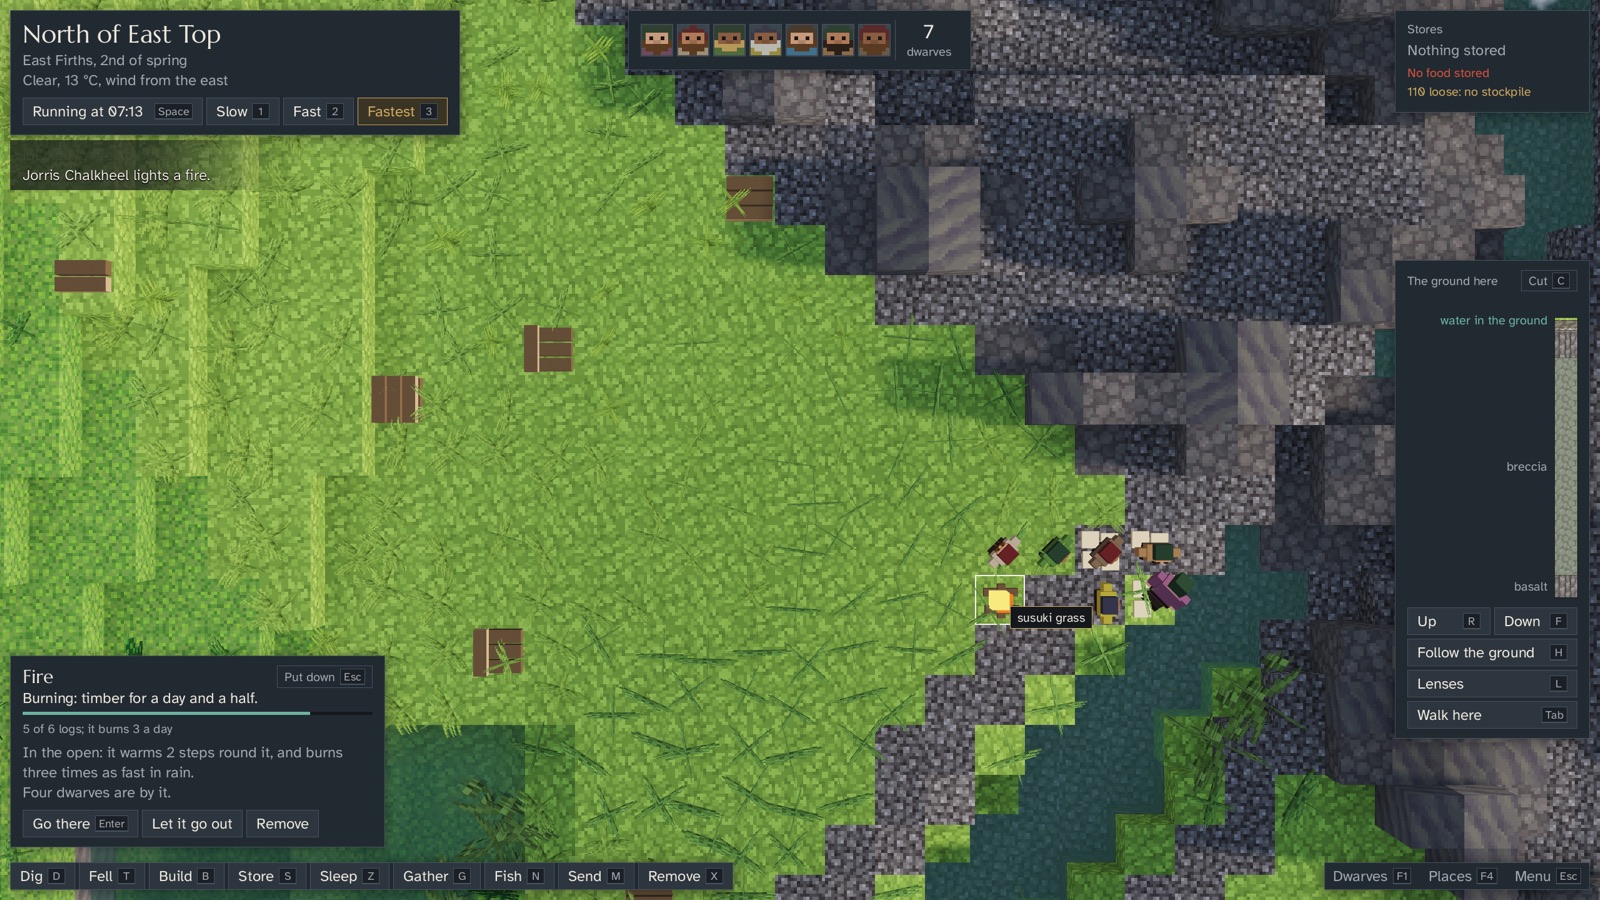 North of East Top
East Firths, 2nd of spring
Clear, 13 °C, wind from the east
Running at 07:13 Space
Slow 1
Fast 2
Fastest 3
Jorris Chalkheel lights a fire.
7
dwarves
Stores
Nothing stored
No food stored
110 loose: no stockpile
The ground here
Cut C
water in the ground
breccia
basalt
Up R
Down F
Follow the ground H
Lenses L
Walk here Tab
susuki grass
Fire
Put down Esc
Burning: timber for a day and a half.
5 of 6 logs; it burns 3 a day
In the open: it warms 2 steps round it, and burns
three times as fast in rain.
Four dwarves are by it.
Go there Enter
Let it go out
Remove
Dig D
Fell T
Build B
Store S
Sleep Z
Gather G
Fish N
Send M
Remove X
Dwarves F1
Places F4
Menu Esc